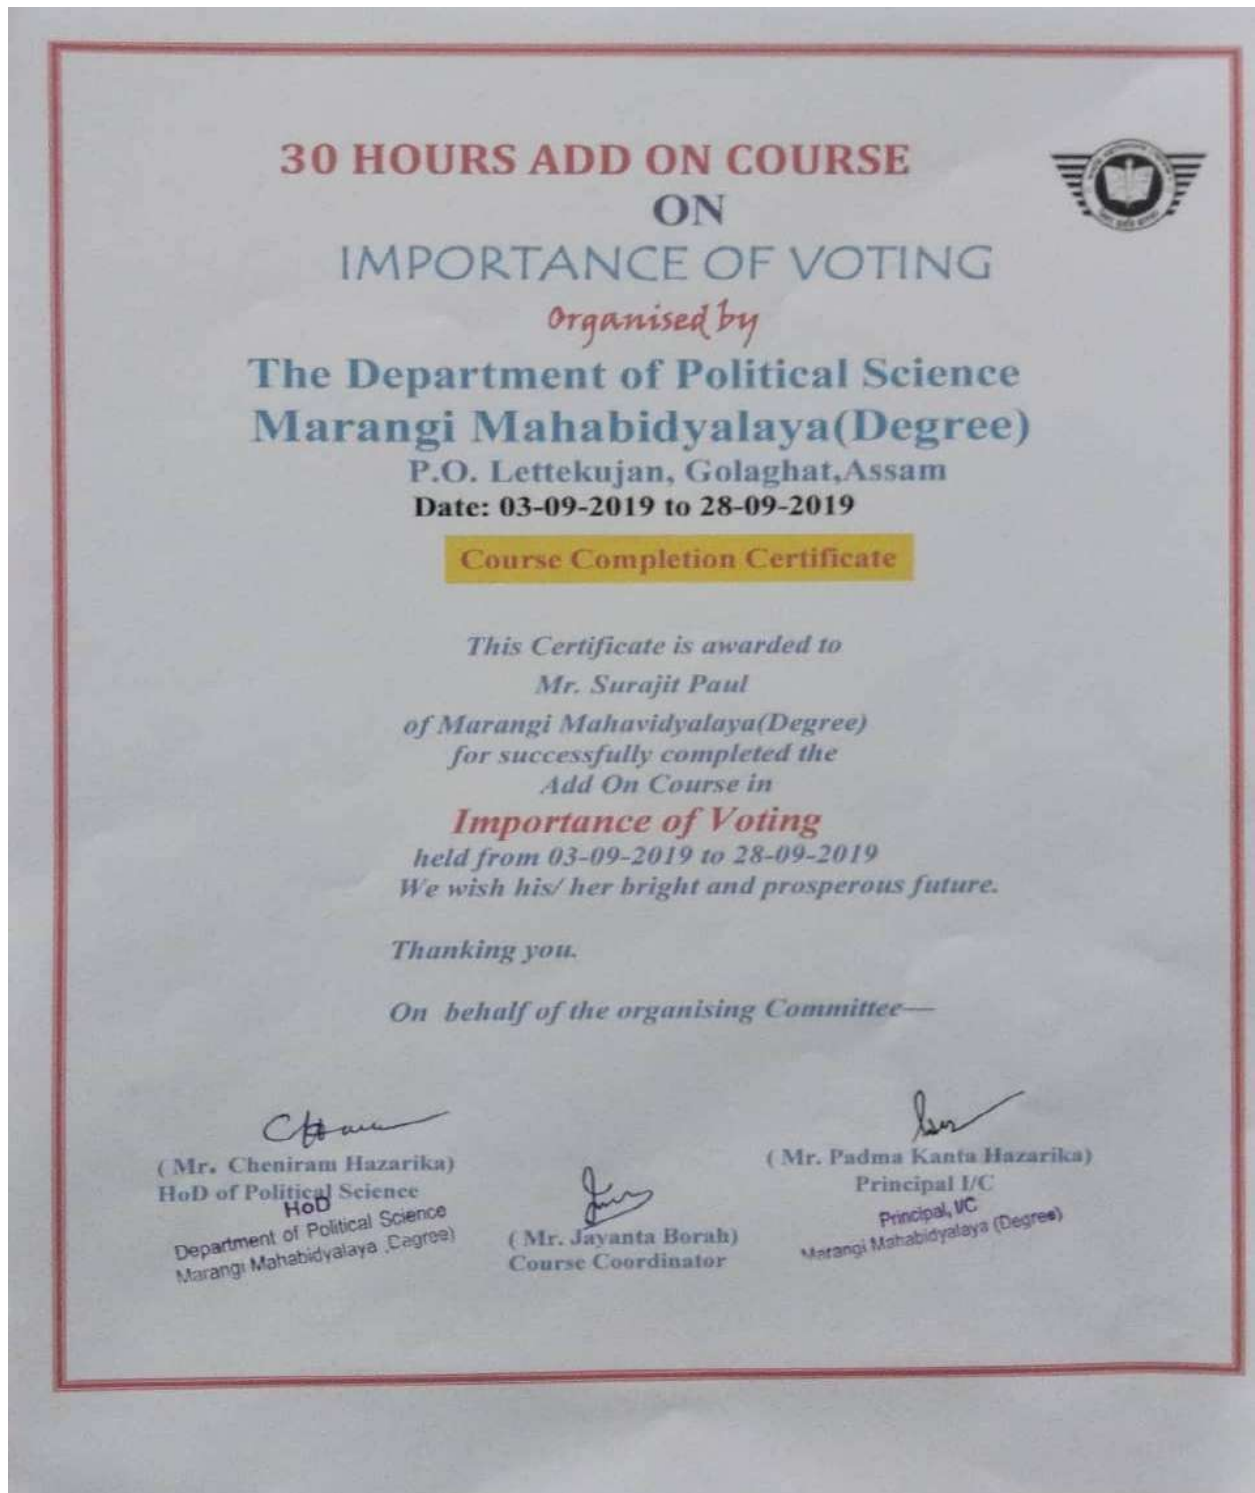 30 HOURS ADD ON COURSE
ON
IMPORTANCE OF VOTING
Organised by
The Department of Political Science
Marangi Mahabidyalaya(Degree)
P.O. Lettekujan, Golaghat,Assam
Date: 03-09-2019 to 28-09-2019
Course Completion Certificate
This Certificate is awarded to
Mr. Surajit Paul
of Marangi Mahavidyalaya(Degree)
for successfully completed the
Add On Course in
Importance of Voting
held from 03-09-2019 to 28-09-2019
We wish his/ her bright and prosperous future.
Thanking you.
On behalf of the organising Committee—
( Mr. Cheniram Hazarika)
HoD of Political Science
HoD
Department of Political Science
Marangi Mahabidyalaya
( Mr. Jayanta Borah)
Course Coordinator
( Mr. Padma Kanta Hazarika)
Principal I/C
Principal, I/C
Marangi Mahabidyalaya (Degree)